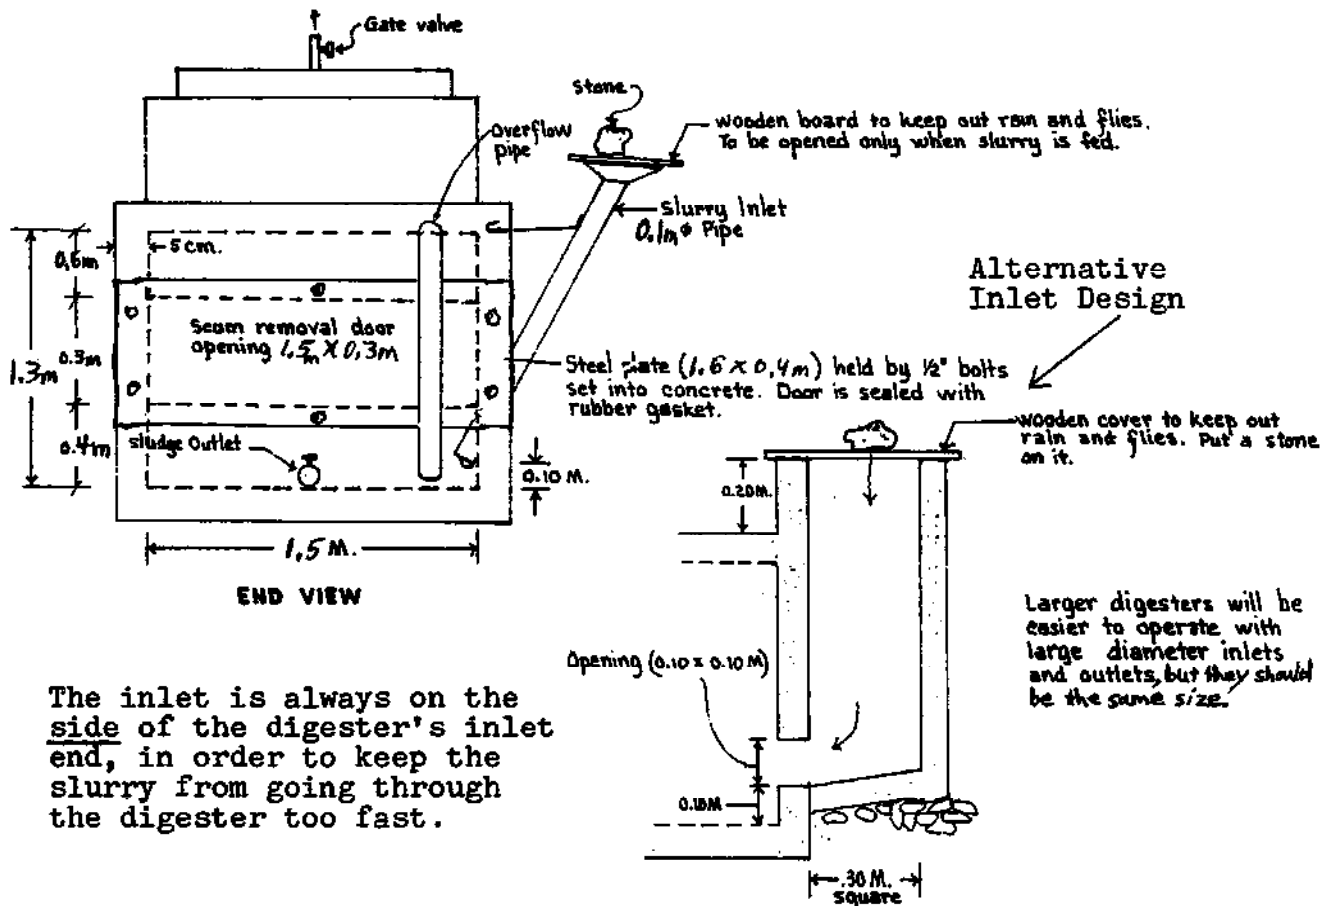 Gate valve
Stone
Overflow
pipe
wooden board to keep out rain and flies.
To be opened only when slurry is fed.
Slurry Inlet
0.1m ϕ Pipe
5 cm.
0.6m
Alternative
Inlet Design
Scum removal door
opening 1.5m X 0.3m
0.3m
1.3m
Steel plate (1.6 x 0.4m) held by ½" bolts
set into concrete. Door is sealed with
rubber gasket.
wooden cover to keep out
rain and flies. Put a stone
on it.
0.4m
Sludge Outlet
0.10 M.
0.20M.
1.5 M.
END VIEW
Larger digesters will be
easier to operate with
large diameter inlets
and outlets, but they should
be the same size.
Opening (0.10 x 0.10 M)
The inlet is always on the
side of the digester's inlet
end, in order to keep the
slurry from going through
the digester too fast.
.30 M.
square